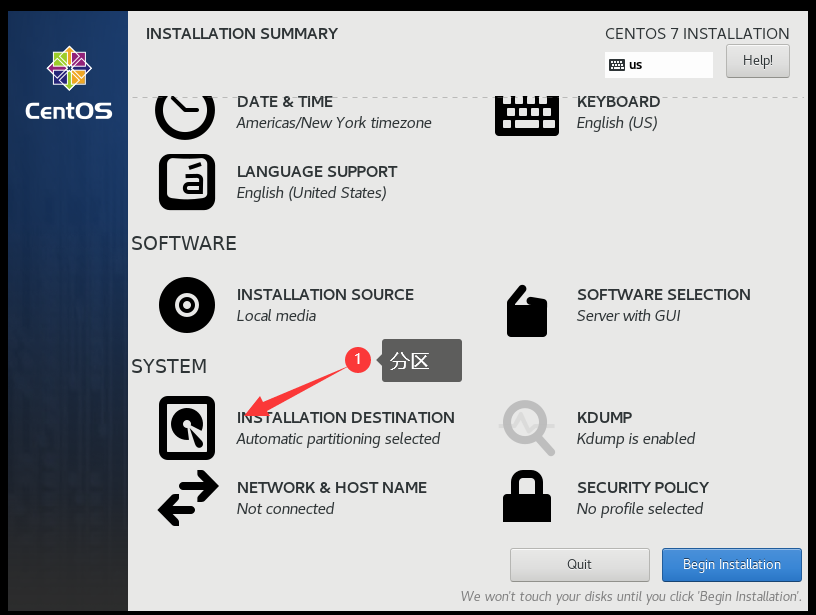 INSTALLATION SUMMARY
CENTOS 7 INSTALLATION
us
Help!
CentOS
DATE & TIME
Americas/New York timezone
KEYBOARD
English (US)
LANGUAGE SUPPORT
English (United States)
SOFTWARE
INSTALLATION SOURCE
Local media
SOFTWARE SELECTION
Server with GUI
SYSTEM
1
分区
INSTALLATION DESTINATION
Automatic partitioning selected
KDUMP
Kdump is enabled
NETWORK & HOST NAME
Not connected
SECURITY POLICY
No profile selected
Quit
Begin Installation
We won't touch your disks until you click 'Begin Installation'.